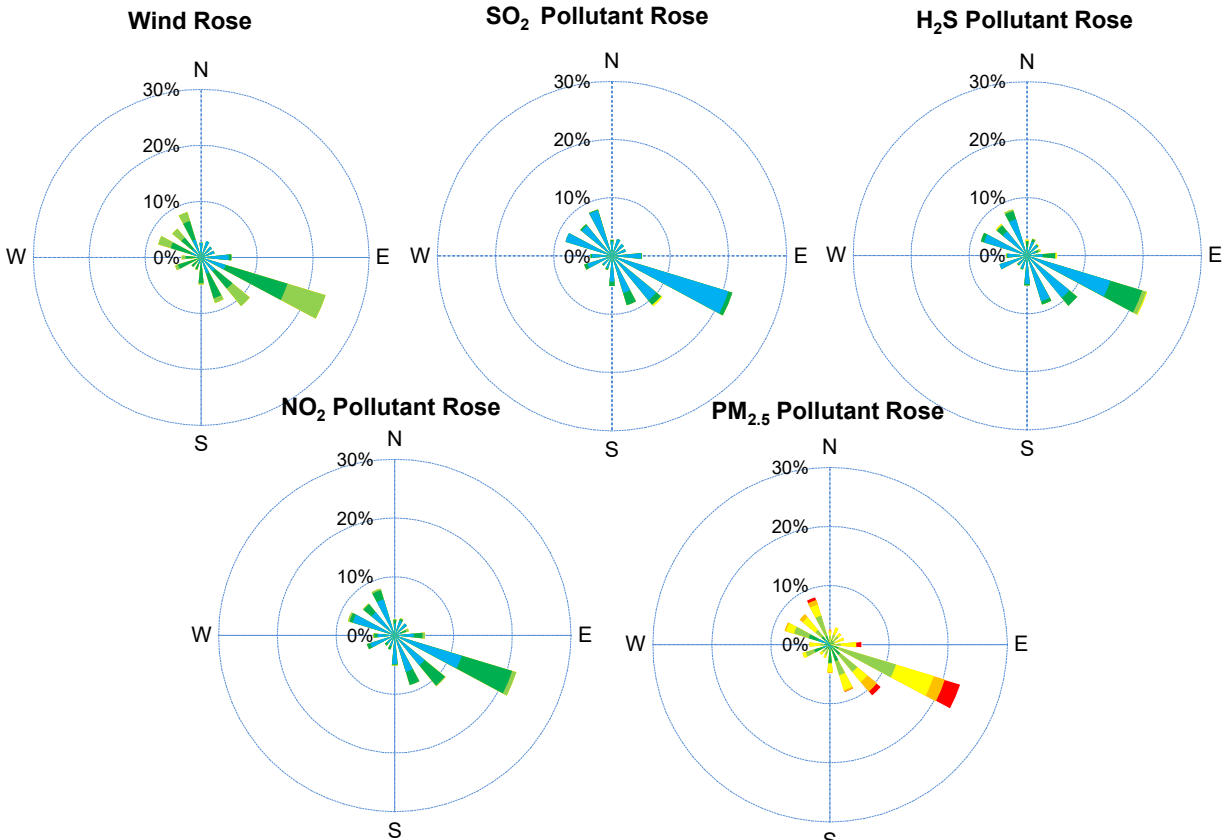 Wind Rose
SO₂ Pollutant Rose
H₂S Pollutant Rose
N
30%
20%
10%
0%
W
E
S
N
30%
20%
10%
0%
W
E
S
N
30%
20%
10%
0%
W
E
S
NO₂ Pollutant Rose
PM₂.₅ Pollutant Rose
N
30%
20%
10%
0%
W
E
S
N
30%
20%
10%
0%
W
E
S